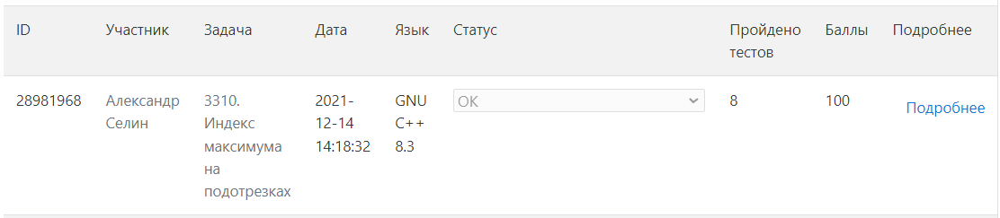 ID Участник Задача Дата Язык Статус Пройдено тестов Баллы Подробнее
28981968 Александр Селин 3310. Индекс максимума на подотрезках 2021-12-14 14:18:32 GNU C++ 8.3 OK 8 100 Подробнее